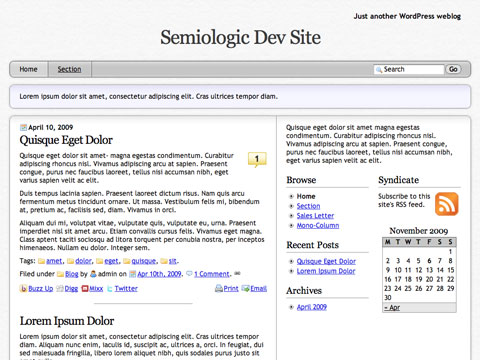 Just another WordPress weblog
Semiologic Dev Site
Home
Section
Search
Go
Lorem ipsum dolor sit amet, consectetur adipiscing elit. Cras ultrices tempor diam.
April 10, 2009
Quisque Eget Dolor
1
Quisque eget dolor sit amet- magna egestas condimentum. Curabitur
adipiscing rhoncus nisl. Vivamus adipiscing arcu at sapien. Praesent
congue, purus nec faucibus laoreet, tellus nisi accumsan nibh, eget
varius sapien velit ac elit.
Duis tempus lacinia sapien. Praesent laoreet dictum risus. Nam quis arcu
fermentum metus tincidunt ornare. Ut massa. Vestibulum felis mi, bibendum
at, pretium ac, facilisis sed, diam. Vivamus in orci.
Aliquam dui mi, volutpat vitae, vulputate quis, vulputate eu, urna. Praesent
imperdiet nisl sit amet arcu. Etiam convallis cursus felis. Vivamus eget magna.
Class aptent taciti sociosqu ad litora torquent per conubia nostra, per inceptos
himenaeos. Nullam eu dolor. Integer sem.
Tags: amet, dolor, eget, quisque, sit.
Filed under Blog by admin on Apr 10th, 2009. 1 Comment.
Buzz Up Digg Mixx Twitter Print Email
Lorem Ipsum Dolor
Lorem ipsum dolor sit amet, consectetur adipiscing elit. Cras ultrices tempor
diam. Aliquam nunc enim, iaculis id, suscipit ac, ultrices a, orci. In feugiat, dui
sed malesuada fringilla, libero lorem aliquet nibh, quis sodales purus justo sit
Quisque eget dolor sit amet- magna egestas
condimentum. Curabitur adipiscing rhoncus nisl.
Vivamus adipiscing arcu at sapien. Praesent congue,
purus nec faucibus laoreet, tellus nisi accumsan nibh,
eget varius sapien velit ac elit.
Browse
Home
Section
Sales Letter
Mono-Column
Recent Posts
Quisque Eget Dolor
Lorem Ipsum Dolor
Archives
April 2009
Syndicate
Subscribe to this
site's RSS feed.
November 2009
M T W T F S S
1
2 3 4 5 6 7 8
9 10 11 12 13 14 15
16 17 18 19 20 21 22
23 24 25 26 27 28 29
30
« Apr